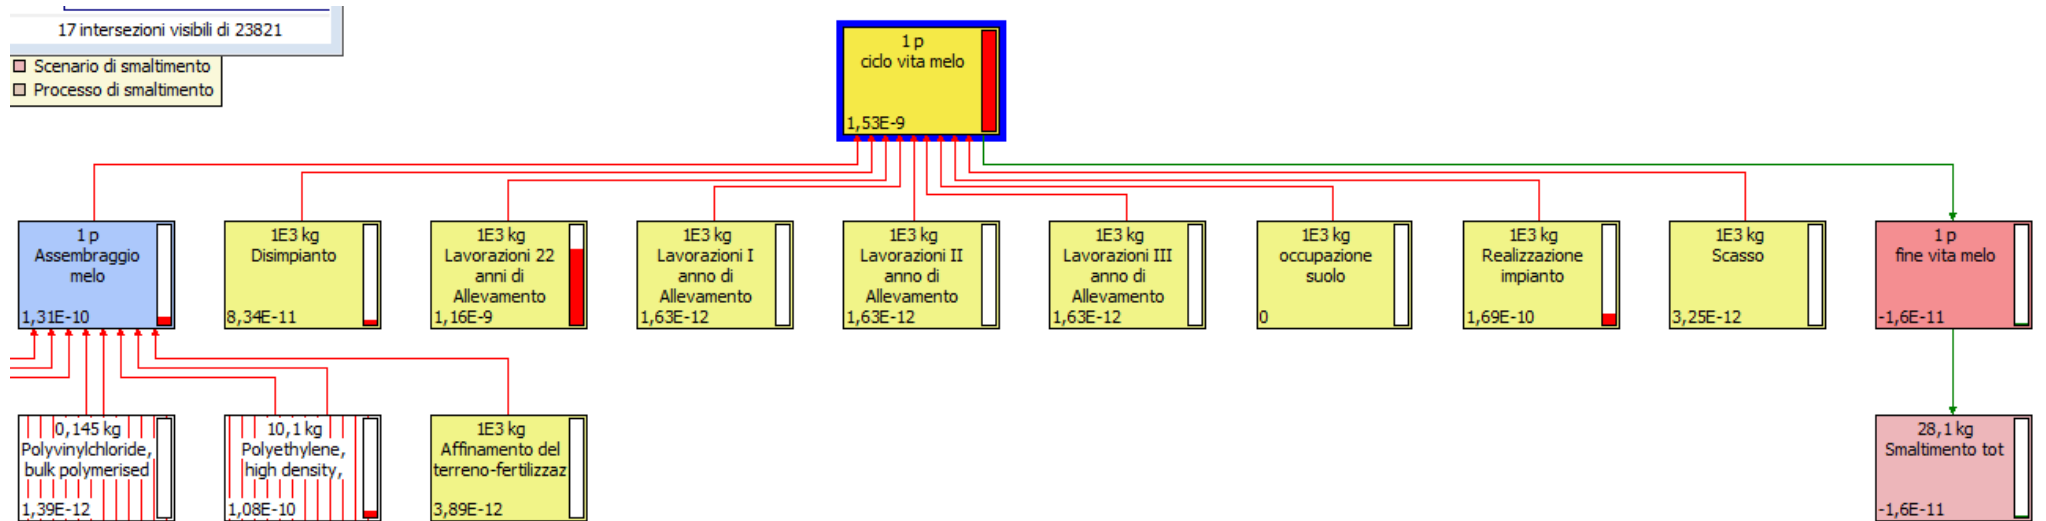 17 intersezioni visibili di 23821
Scenario di smaltimento
Processo di smaltimento
1 p
ciclo vita melo
1,53E-9
1 p
Assembraggio
melo
1,31E-10
1E3 kg
Disimpianto
8,34E-11
1E3 kg
Lavorazioni 22
anni di
Allevamento
1,16E-9
1E3 kg
Lavorazioni I
anno di
Allevamento
1,63E-12
1E3 kg
Lavorazioni II
anno di
Allevamento
1,63E-12
1E3 kg
Lavorazioni III
anno di
Allevamento
1,63E-12
1E3 kg
occupazione
suolo
0
1E3 kg
Realizzazione
impianto
1,69E-10
1E3 kg
Scasso
3,25E-12
1 p
fine vita melo
-1,6E-11
0,145 kg
Polyvinylchloride,
bulk polymerised
1,39E-12
10,1 kg
Polyethylene,
high density,
1,08E-10
1E3 kg
Affinamento del
terreno-fertilizzaz
3,89E-12
28,1 kg
Smaltimento tot
-1,6E-11